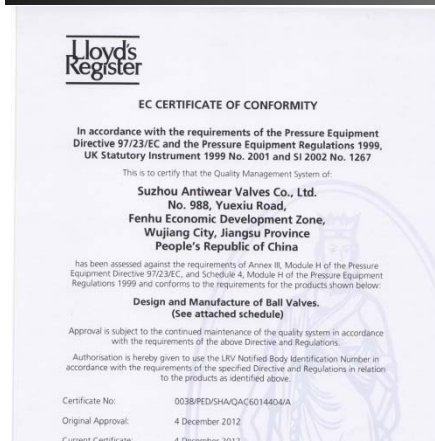 Lloyd's
Register
EC CERTIFICATE OF CONFORMITY
In accordance with the requirements of the Pressure Equipment
Directive 97/23/EC and the Pressure Equipment Regulations 1999,
UK Statutory Instrument 1999 No. 2001 and SI 2002 No. 1267
This is to certify that the Quality Management System of:
Suzhou Antiwear Valves Co., Ltd.
No. 988, Yuexiu Road,
Fenhu Economic Development Zone,
Wujiang City, Jiangsu Province
People's Republic of China
has been assessed against the requirements of Annex III, Module H of the Pressure
Equipment Directive 97/23/EC, and Schedule 4, Module H of the Pressure Equipment
Regulations 1999 and conforms to the requirements for the products shown below:
Design and Manufacture of Ball Valves.
(See attached schedule)
Approval is subject to the continued maintenance of the quality system in accordance
with the requirements of the above Directive and Regulations.
Authorisation is hereby given to use the LRV Notified Body Identification Number in
accordance with the requirements of the specified Directive and Regulations in relation
to the products as identified above.
Certificate No: 0038/PED/SHA/QAC6014404/A
Original Approval: 4 December 2012
Current Certificate: 4 December 2012